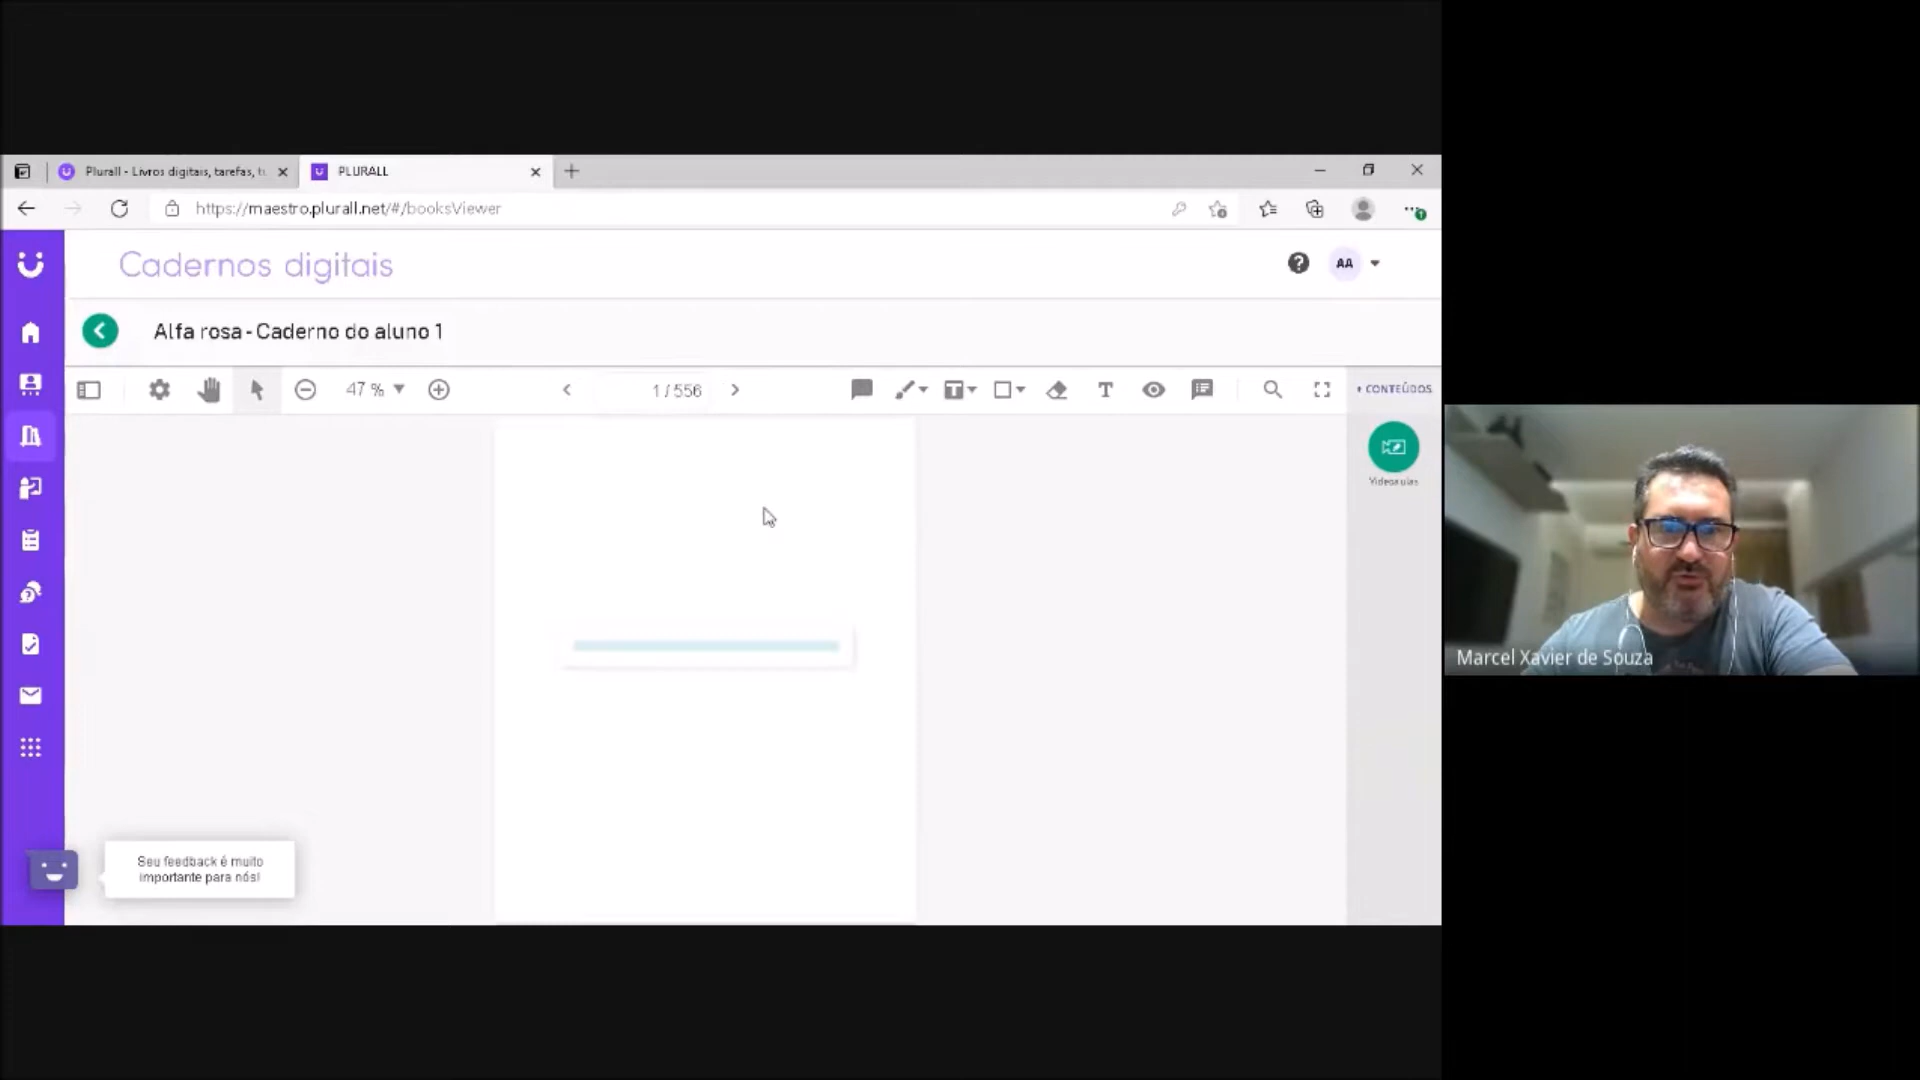 Plurall - Livros digitais, tarefas, t
PLURALL
https://maestro.plurall.net/#/booksViewer
Cadernos digitais
AA
Alfa rosa - Caderno do aluno 1
47 %
1 / 556
T
+ CONTEÚDOS
Videoaulas
Seu feedback é muito
importante para nós!
Marcel Xavier de Souza